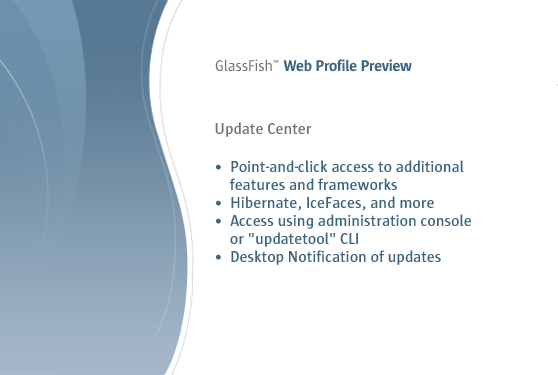 GlassFish™ Web Profile Preview
Update Center
• Point-and-click access to additional
features and frameworks
• Hibernate, IceFaces, and more
• Access using administration console
or "updatetool" CLI
• Desktop Notification of updates